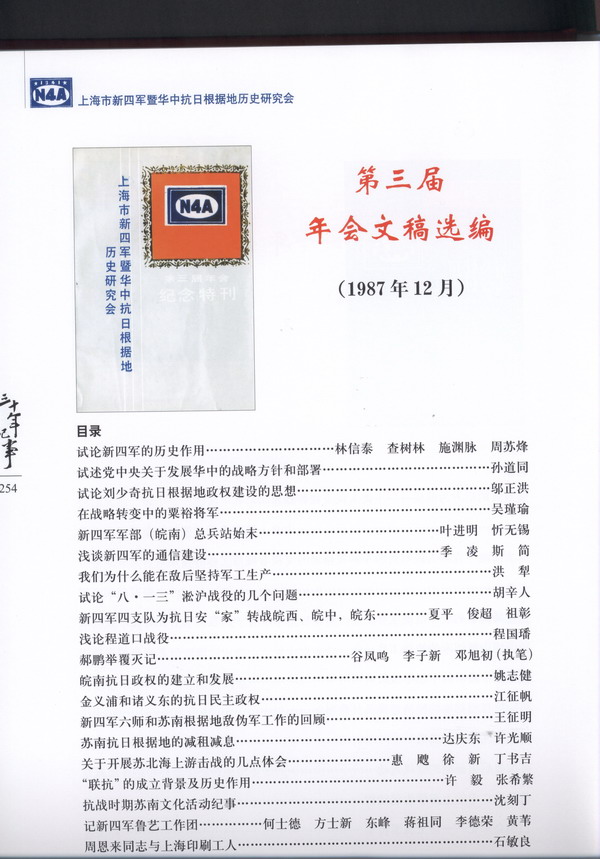 N4A 上海市新四军暨华中抗日根据地历史研究会
上海市新四军暨华中抗日根据地
历史研究会
N4A
纪念特刊
第三届
年会文稿选编
(1987年12月)
三十年纪事
254
目录
试论新四军的历史作用……………………………林信泰 查树林 施渊脉 周苏烽
试述党中央关于发展华中的战略方针和部署……………………………孙道同
试论刘少奇抗日根据地政权建设的思想……………………………邬正洪
在战略转变中的粟裕将军……………………………吴瑾瑜
新四军军部(皖南)总兵站始末……………………………叶进明 忻无锡
浅谈新四军的通信建设……………………………季 凌 斯 简
我们为什么能在敌后坚持军工生产……………………………洪 犁
试论“八·一三”淞沪战役的几个问题……………………………胡辛人
新四军四支队为抗日安“家”转战皖西、皖中,皖东…………夏平 俊超 祖彰
浅论程道口战役……………………………程国璠
郝鹏举覆灭记……………………………谷凤鸣 李子新 邓旭初(执笔)
皖南抗日政权的建立和发展……………………………姚志健
金义浦和诸义东的抗日民主政权……………………………江征帆
新四军六师和苏南根据地敌伪军工作的回顾……………………………王征明
苏南抗日根据地的减租减息……………………………达庆东 许光顺
关于开展苏北海上游击战的几点体会………………惠 飕 徐 新 丁书吉
“联抗”的成立背景及历史作用……………………………许 毅 张希繁
抗战时期苏南文化活动纪事……………………………沈刻丁
记新四军鲁艺工作团……………何士德 方士新 东峰 蒋祖同 李德荣 黄苇
周恩来同志与上海印刷工人……………………………石敏良